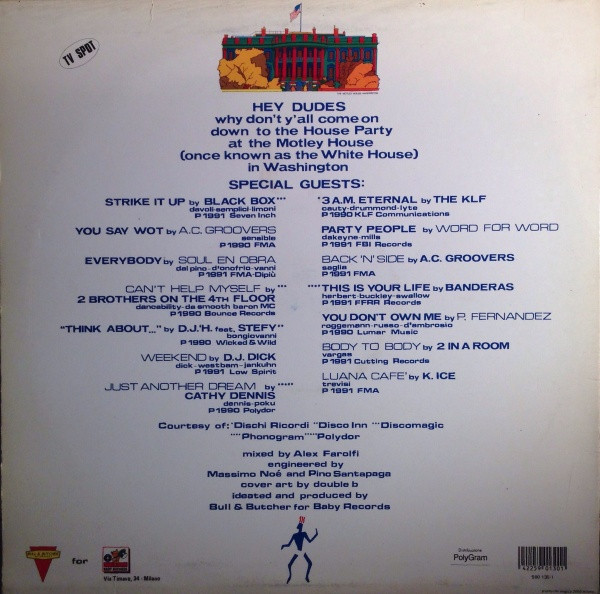 TV SPOT
HEY DUDES
why don't y'all come on
down to the House Party
at the Motley House
(once known as the White House)
in Washington
SPECIAL GUESTS:
STRIKE IT UP by BLACK BOX***
davoli-semplici-limoni
P 1991 Seven Inch
YOU SAY WOT by A.C. GROOVERS
sensible
P 1990 FMA
EVERYBODY by SOUL EN OBRA
dal pino-d'onofrio-vanni
P 1991 FMA-Dipiù
CAN'T HELP MYSELF by ***
2 BROTHERS ON THE 4TH FLOOR
dancability-da smooth baron MC
P 1990 Bounce Records
"THINK ABOUT..." by D.J.'H. feat. STEFY**
bongiovanni
P 1990 Wicked & Wild
WEEKEND by D.J. DICK
dick-westbam-jankuhn
P 1991 Low Spirit
JUST ANOTHER DREAM by *****
CATHY DENNIS
dennis-poku
P 1990 Polydor
*3 A.M. ETERNAL by THE KLF
cauty-drummond-lyte
P 1990 KLF Communications
PARTY PEOPLE by WORD FOR WORD
dakeyne-mills
P 1991 FBI Records
BACK 'N' SIDE by A.C. GROOVERS
saglia
P 1991 FMA
****THIS IS YOUR LIFE by BANDERAS
herbert-buckley-swallow
P 1991 FFRR Records
YOU DON'T OWN ME by P. FERNANDEZ
roggemann-russo-d'ambrosio
P 1990 Lumar Music
BODY TO BODY by 2 IN A ROOM
vargas
P 1991 Cutting Records
LUANA CAFE' by K. ICE
trevisi
P 1991 FMA
Courtesy of: *Dischi Ricordi **Disco Inn ***Discomagic
****Phonogram*****Polydor
mixed by Alex Farolfi
engineered by
Massimo Noé and Pino Santapaga
cover art by double b
ideated and produced by
Bull & Butcher for Baby Records
for
Via Timavo, 34 - Milano
Distribuzione
PolyGram